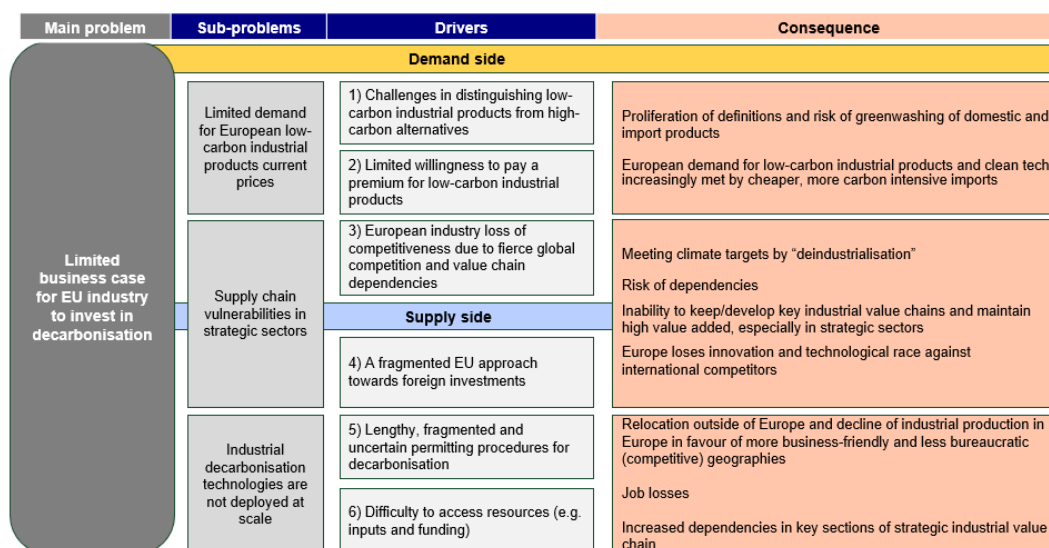 Main problem
Sub-problems
Drivers
Consequence
Demand side
Limited
business case
for EU industry
to invest in
decarbonisation
Limited demand
for European low-
carbon industrial
products current
prices
1) Challenges in distinguishing low-
carbon industrial products from high-
carbon alternatives
2) Limited willingness to pay a
premium for low-carbon industrial
products
Proliferation of definitions and risk of greenwashing of domestic and
import products
European demand for low-carbon industrial products and clean tech
increasingly met by cheaper, more carbon intensive imports
Supply chain
vulnerabilities in
strategic sectors
3) European industry loss of
competitiveness due to fierce global
competition and value chain
dependencies
Supply side
4) A fragmented EU approach
towards foreign investments
Meeting climate targets by “deindustrialisation”
Risk of dependencies
Inability to keep/develop key industrial value chains and maintain
high value added, especially in strategic sectors
Europe loses innovation and technological race against
international competitors
Industrial
decarbonisation
technologies are
not deployed at
scale
5) Lengthy, fragmented and
uncertain permitting procedures for
decarbonisation
6) Difficulty to access resources (e.g.
inputs and funding)
Relocation outside of Europe and decline of industrial production in
Europe in favour of more business-friendly and less bureaucratic
(competitive) geographies
Job losses
Increased dependencies in key sections of strategic industrial value
chain